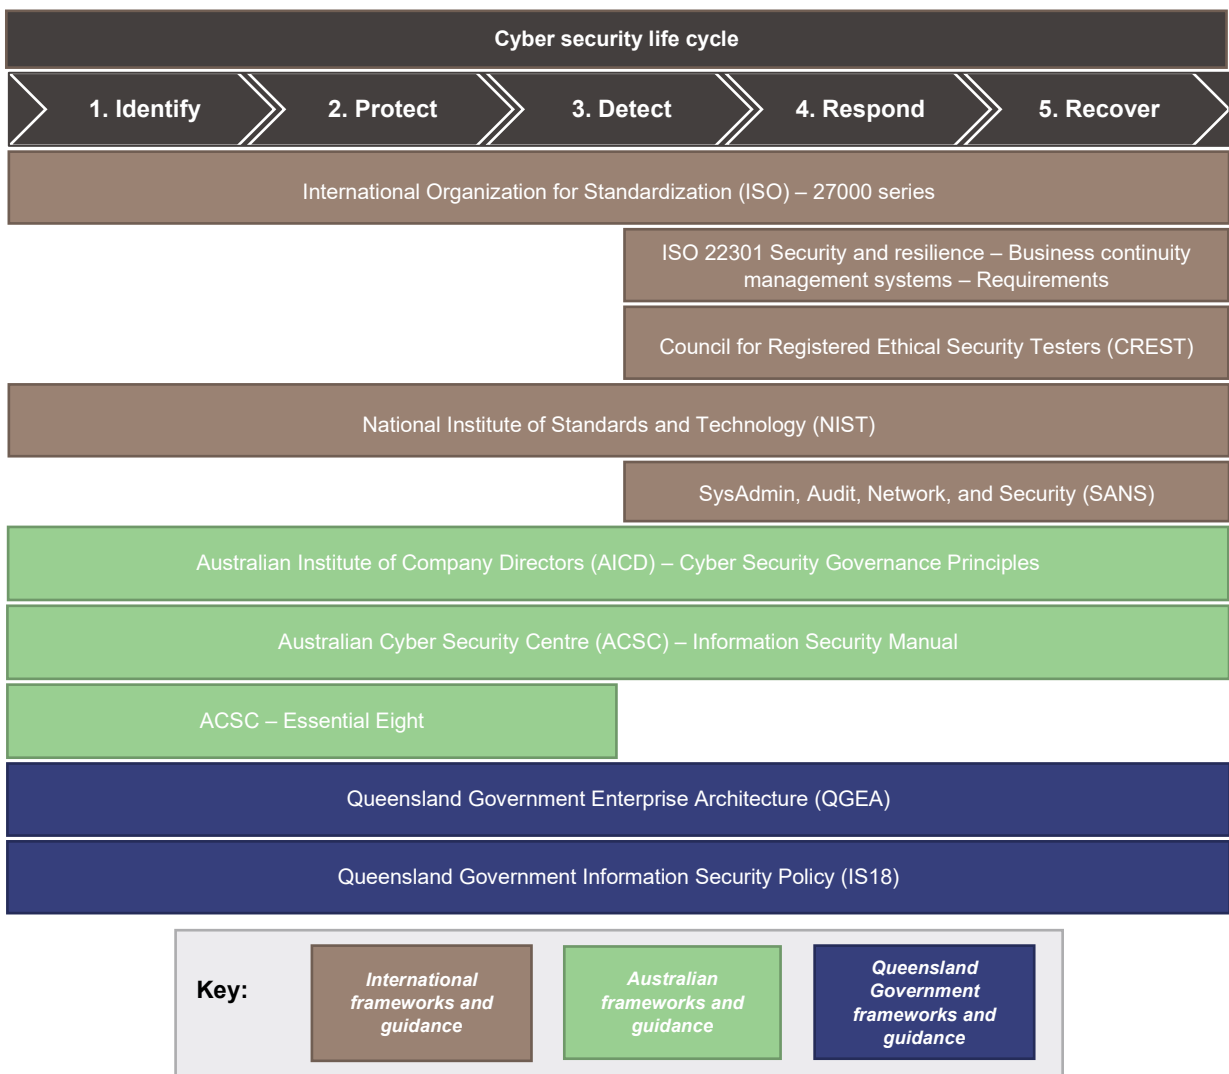 Cyber security life cycle
1. Identify
2. Protect
3. Detect
4. Respond
5. Recover
International Organization for Standardization (ISO) – 27000 series
ISO 22301 Security and resilience – Business continuity
management systems – Requirements
Council for Registered Ethical Security Testers (CREST)
National Institute of Standards and Technology (NIST)
SysAdmin, Audit, Network, and Security (SANS)
Australian Institute of Company Directors (AICD) – Cyber Security Governance Principles
Australian Cyber Security Centre (ACSC) – Information Security Manual
ACSC – Essential Eight
Queensland Government Enterprise Architecture (QGEA)
Queensland Government Information Security Policy (IS18)
Key:
International
frameworks and
guidance
Australian
frameworks and
guidance
Queensland
Government
frameworks and
guidance